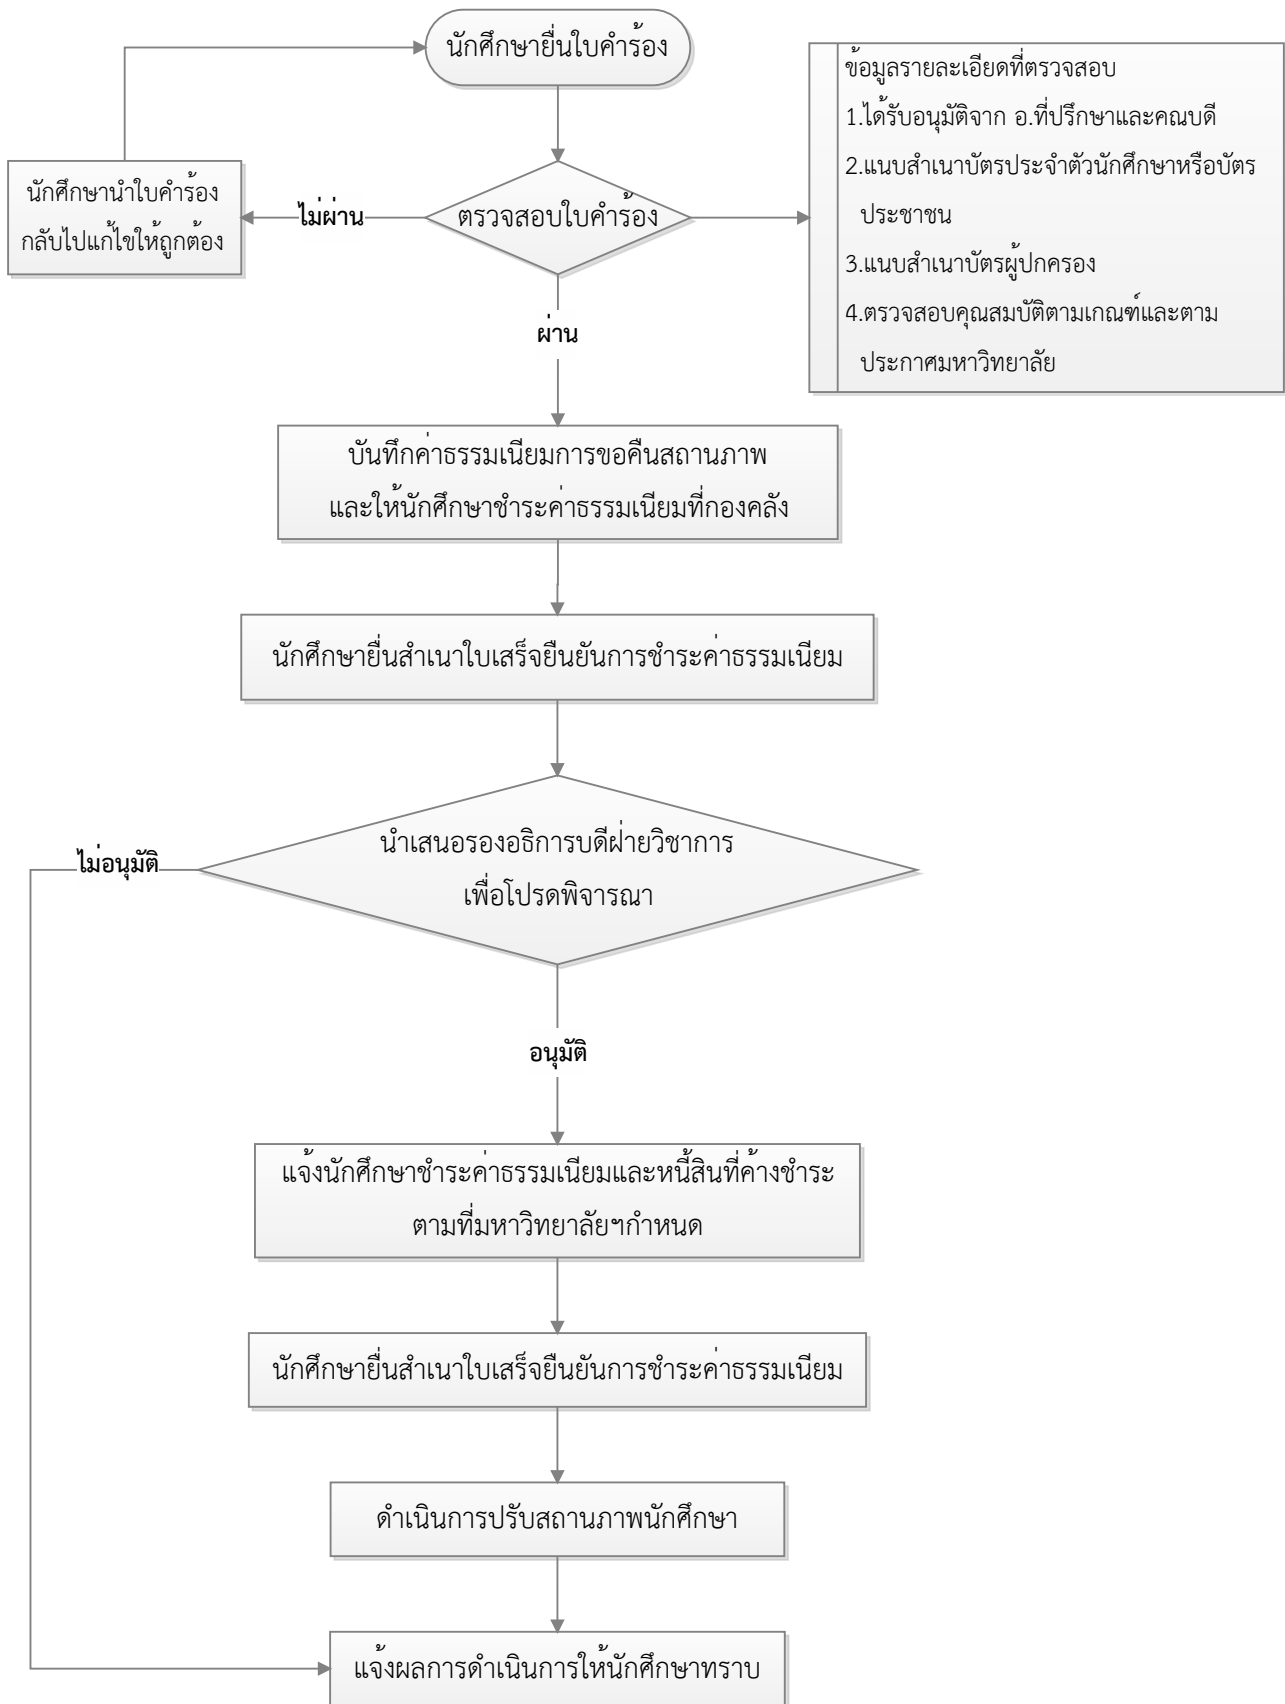 นักศึกษายื่นใบคำร้อง
ข้อมูลรายละเอียดที่ตรวจสอบ
1.ได้รับอนุมัติจาก อ.ที่ปรึกษาและคณบดี
2.แนบสำเนาบัตรประจำตัวนักศึกษาหรือบัตร
ประชาชน
3.แนบสำเนาบัตรผู้ปกครอง
4.ตรวจสอบคุณสมบัติตามเกณฑ์และตาม
ประกาศมหาวิทยาลัย
นักศึกษานำใบคำร้อง
กลับไปแก้ไขให้ถูกต้อง
ไม่ผ่าน
ตรวจสอบใบคำร้อง
ผ่าน
บันทึกค่าธรรมเนียมการขอคืนสถานภาพ
และให้นักศึกษาชำระค่าธรรมเนียมที่กองคลัง
นักศึกษายื่นสำเนาใบเสร็จยืนยันการชำระค่าธรรมเนียม
นำเสนอรองอธิการบดีฝ่ายวิชาการ
เพื่อโปรดพิจารณา
ไม่อนุมัติ
อนุมัติ
แจ้งนักศึกษาชำระค่าธรรมเนียมและหนี้สินที่ค้างชำระ
ตามที่มหาวิทยาลัยฯกำหนด
นักศึกษายื่นสำเนาใบเสร็จยืนยันการชำระค่าธรรมเนียม
ดำเนินการปรับสถานภาพนักศึกษา
แจ้งผลการดำเนินการให้นักศึกษาทราบ